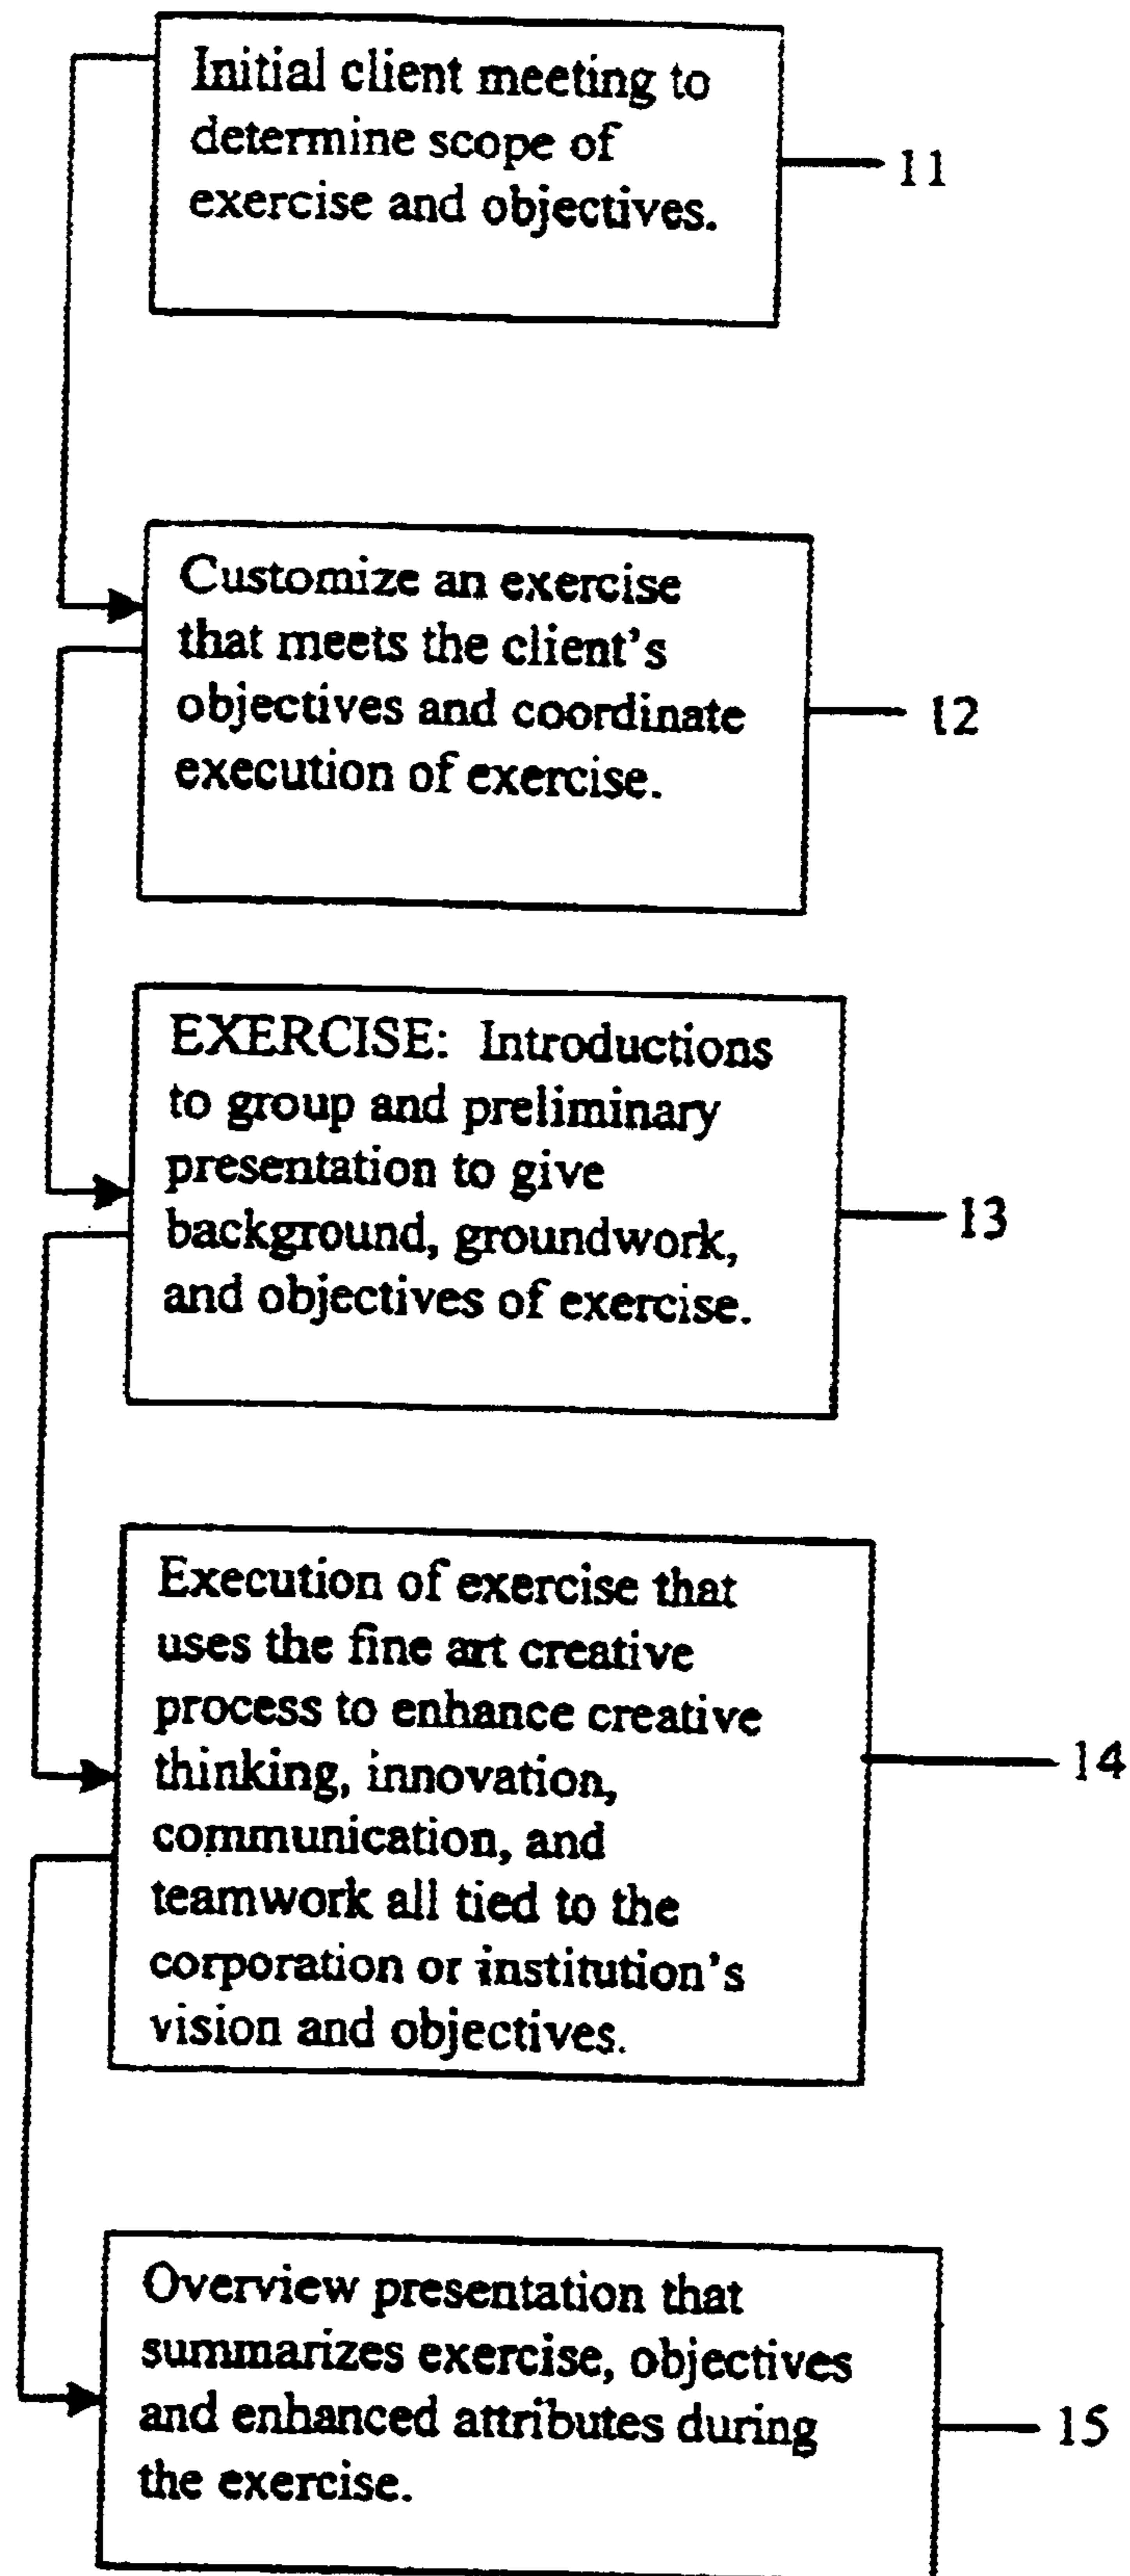 Initial client meeting to
determine scope of
exercise and objectives.
11
Customize an exercise
that meets the client's
objectives and coordinate
execution of exercise.
12
EXERCISE: Introductions
to group and preliminary
presentation to give
background, groundwork,
and objectives of exercise.
13
Execution of exercise that
uses the fine art creative
process to enhance creative
thinking, innovation,
communication, and
teamwork all tied to the
corporation or institution's
vision and objectives.
14
Overview presentation that
summarizes exercise, objectives
and enhanced attributes during
the exercise.
15